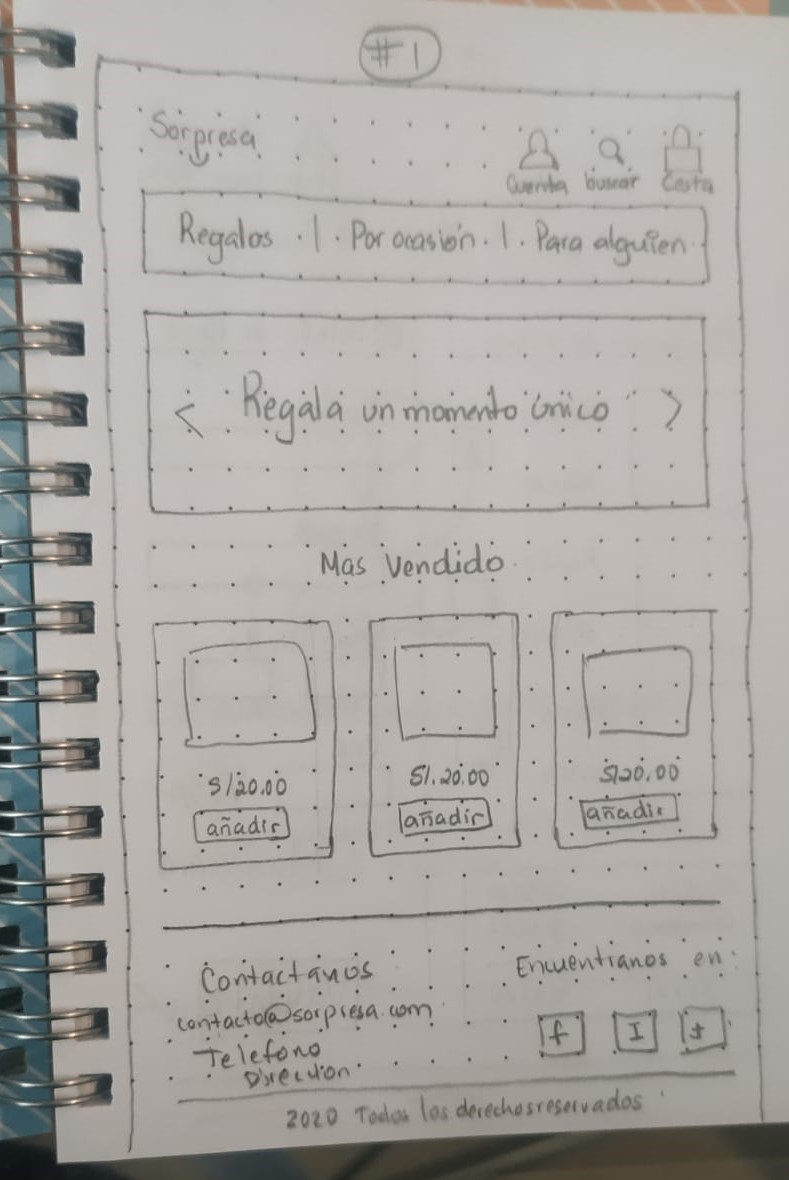 #1
Sorpresa
Cuenta buscar Cesta
Regalos | Por ocasión | Para alguien
< Regala un momento único >
Mas Vendido
S/20.00 S/.20.00 S/20.00
añadir añadir añadir
Contactanos Encuentranos en:
contacto@sorpresa.com
Telefono f I t
Direccion
2020 Todos los derechos reservados